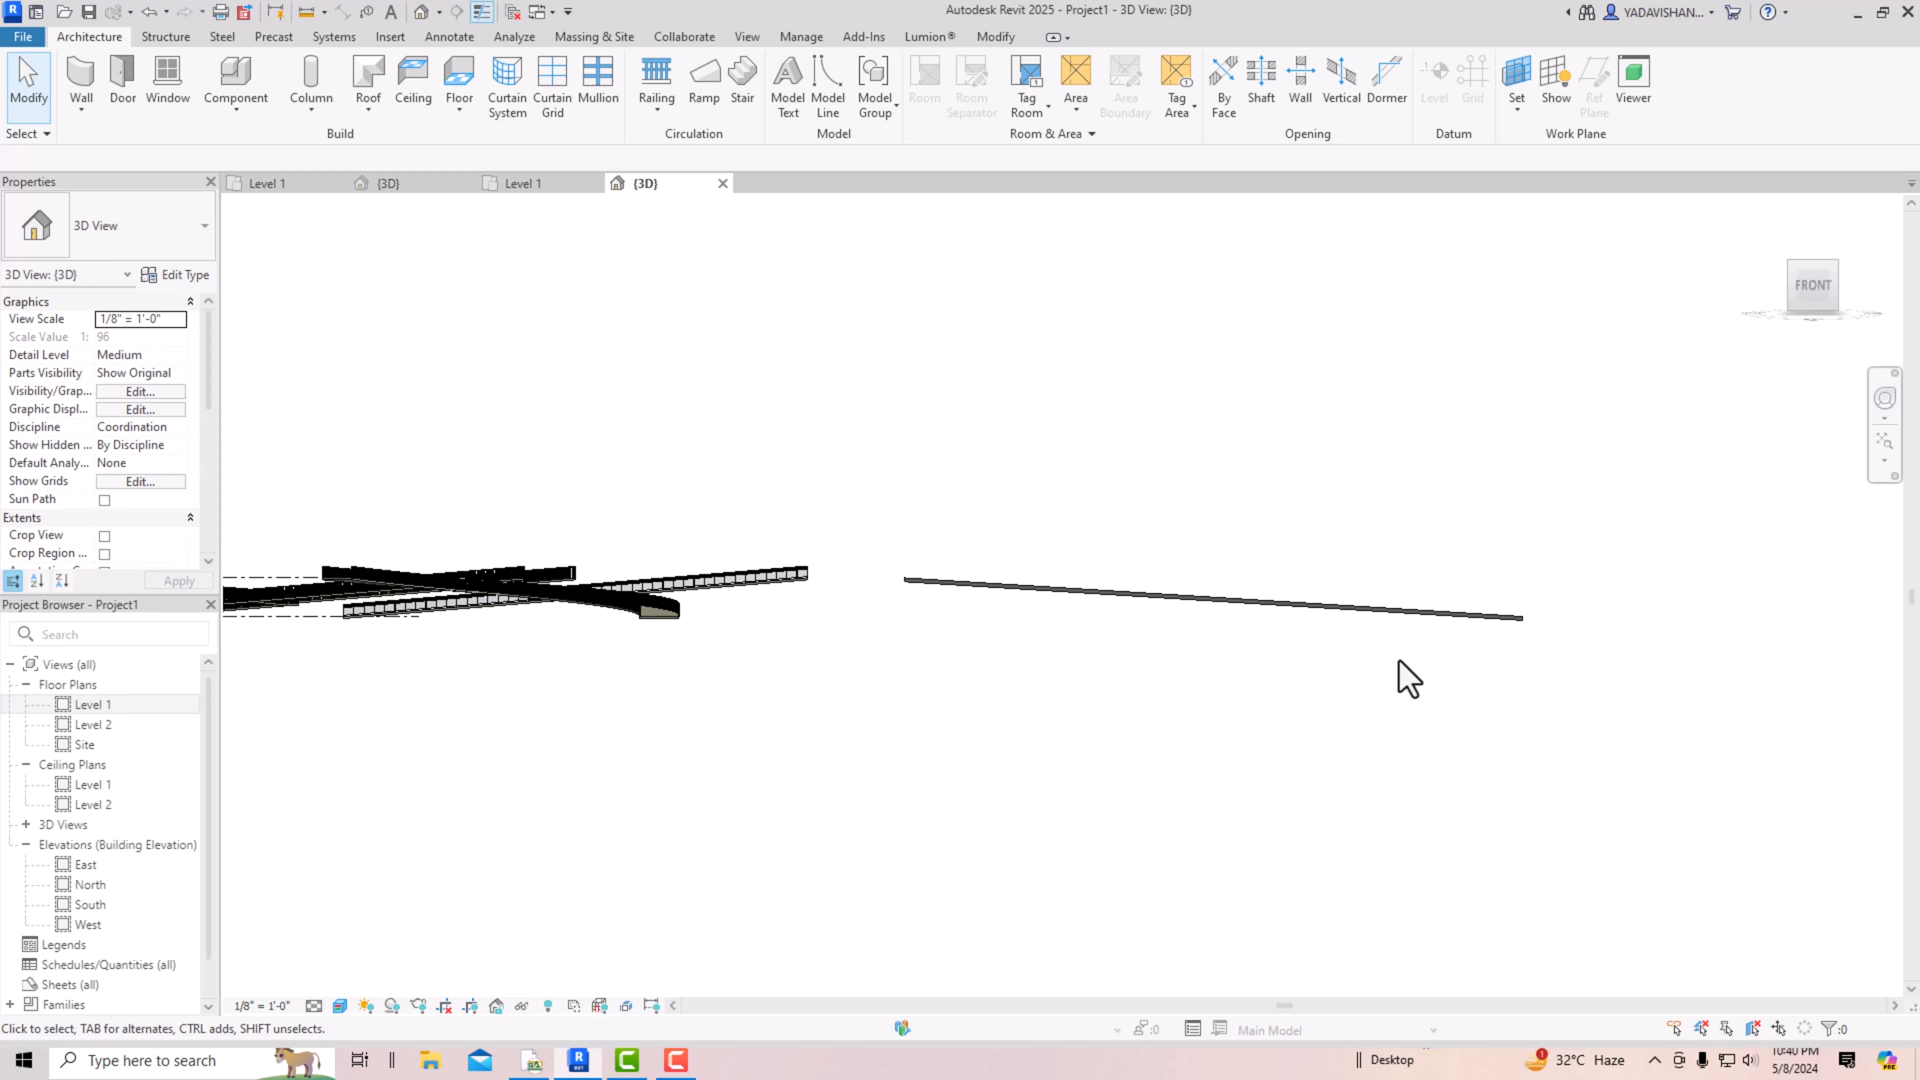 Autodesk Revit 2025 - Project1 - 3D View: {3D}
YADAVISHAN...
File Architecture Structure Steel Precast Systems Insert Annotate Analyze Massing & Site Collaborate View Manage Add-Ins Lumion® Modify
Modify Wall Door Window Component Column Roof Ceiling Floor Curtain System Curtain Grid Mullion Railing Ramp Stair Model Text Model Line Model Group Room Room Separator Tag Room Area Area Boundary Tag Area By Face Shaft Wall Vertical Dormer Level Grid Set Show Ref Plane Viewer
Select Build Circulation Model Room & Area Opening Datum Work Plane
Properties
Level 1 {3D} Level 1 {3D}
3D View
3D View: {3D} Edit Type
Graphics
View Scale 1/8" = 1'-0"
Scale Value 1: 96
Detail Level Medium
Parts Visibility Show Original
Visibility/Grap... Edit...
Graphic Displ... Edit...
Discipline Coordination
Show Hidden ... By Discipline
Default Analy... None
Show Grids Edit...
Sun Path
Extents
Crop View
Crop Region ...
Apply
FRONT
Project Browser - Project1
Search
Views (all)
Floor Plans
Level 1
Level 2
Site
Ceiling Plans
Level 1
Level 2
3D Views
Elevations (Building Elevation)
East
North
South
West
Legends
Schedules/Quantities (all)
Sheets (all)
Families
1/8" = 1'-0"
Click to select, TAB for alternates, CTRL adds, SHIFT unselects.
:0 Main Model :0
Type here to search
Desktop
32°C Haze
10:40 PM
5/8/2024